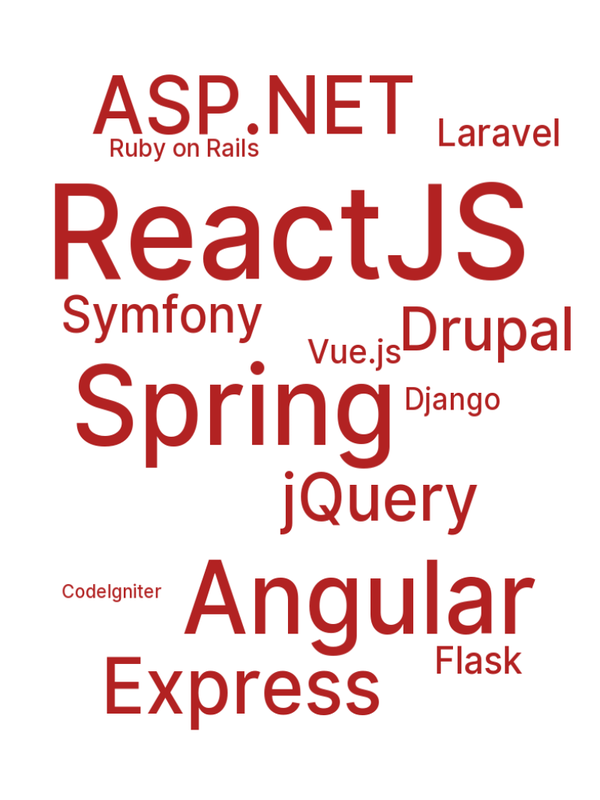 ASP.NET
Laravel
Ruby on Rails
ReactJS
Symfony
Drupal
Vue.js
Spring
Django
jQuery
CodeIgniter
Angular
Flask
Express